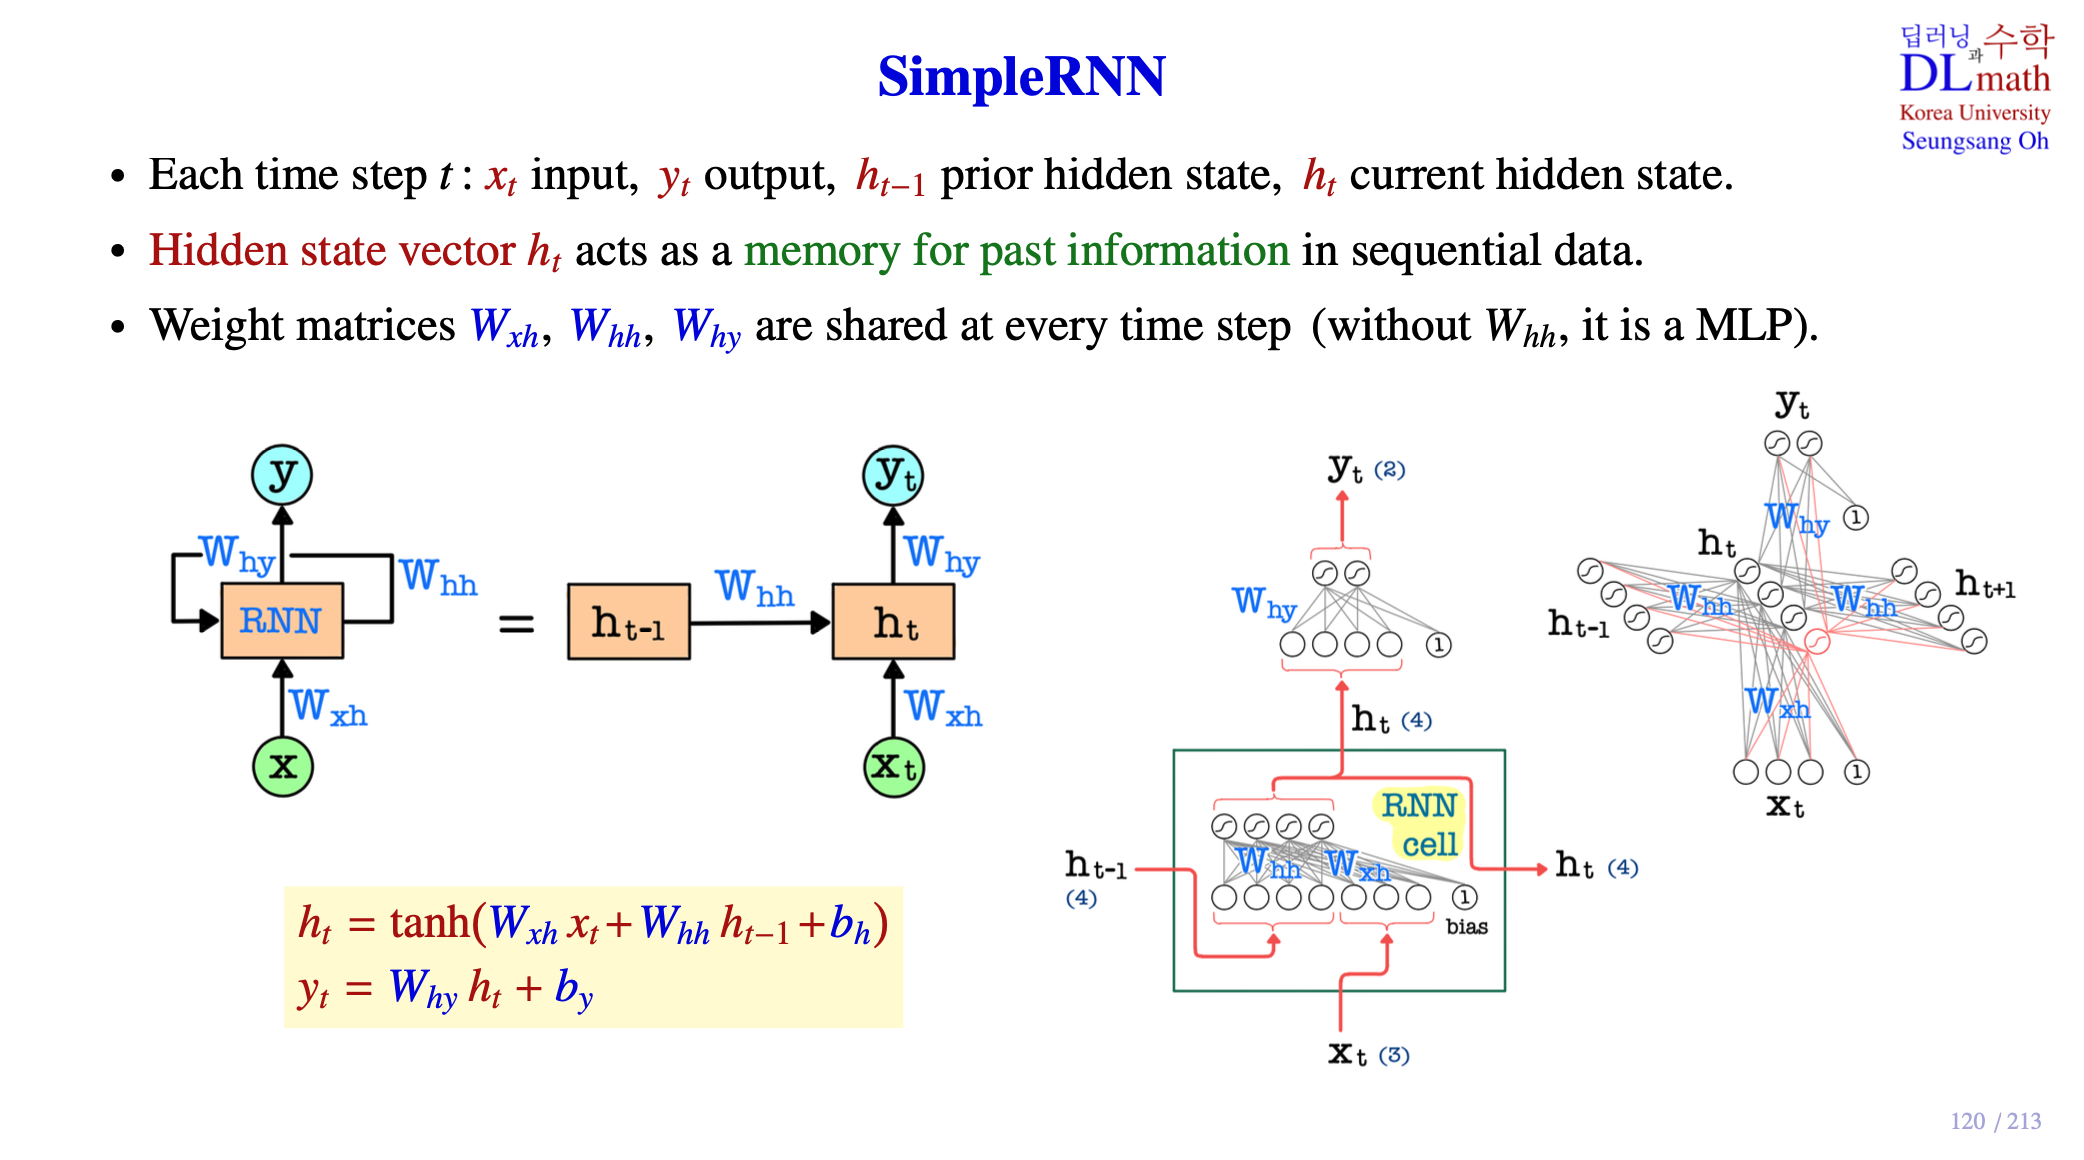 SimpleRNN
딥러닝과 수학
DL math
Korea University
Seungsang Oh
• Each time step t : x_t input, y_t output, h_{t−1} prior hidden state, h_t current hidden state.
• Hidden state vector h_t acts as a memory for past information in sequential data.
• Weight matrices W_{xh}, W_{hh}, W_{hy} are shared at every time step (without W_{hh}, it is a MLP).
y
W_{hy}
W_{hh}
RNN
W_{xh}
x
=
h_{t-1}
W_{hh}
y_t
W_{hy}
h_t
W_{xh}
x_t
h_t = tanh(W_{xh} x_t + W_{hh} h_{t−1} + b_h)
y_t = W_{hy} h_t + b_y
y_t (2)
W_{hy}
1
h_t (4)
RNN
cell
W_{hh} W_{xh}
h_{t-1}
(4)
h_t (4)
1
bias
x_t (3)
y_t
W_{hy}
1
h_t
h_{t-1}
W_{hh}
W_{hh}
h_{t+1}
W_{xh}
1
x_t
120 / 213